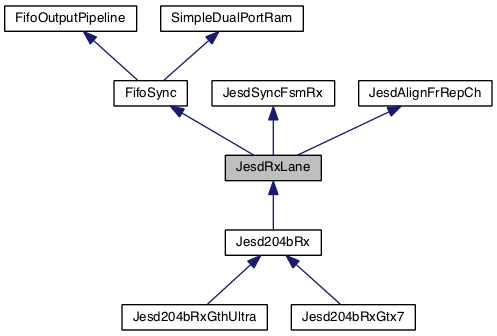 FifoOutputPipeline
SimpleDualPortRam
FifoSync
JesdSyncFsmRx
JesdAlignFrRepCh
JesdRxLane
Jesd204bRx
Jesd204bRxGthUltra
Jesd204bRxGtx7